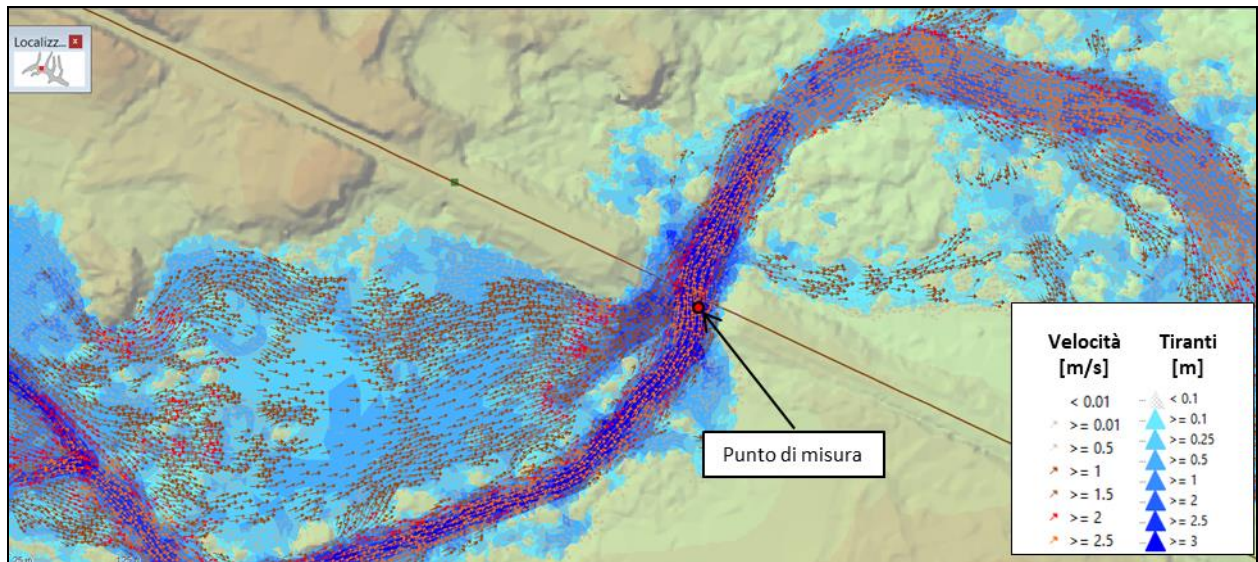 Localizz... x
Punto di misura
Velocità
[m/s]
Tiranti
[m]
< 0.01
>= 0.01
>= 0.5
>= 1
>= 1.5
>= 2
>= 2.5
< 0.1
>= 0.1
>= 0.25
>= 0.5
>= 1
>= 2
>= 2.5
>= 3